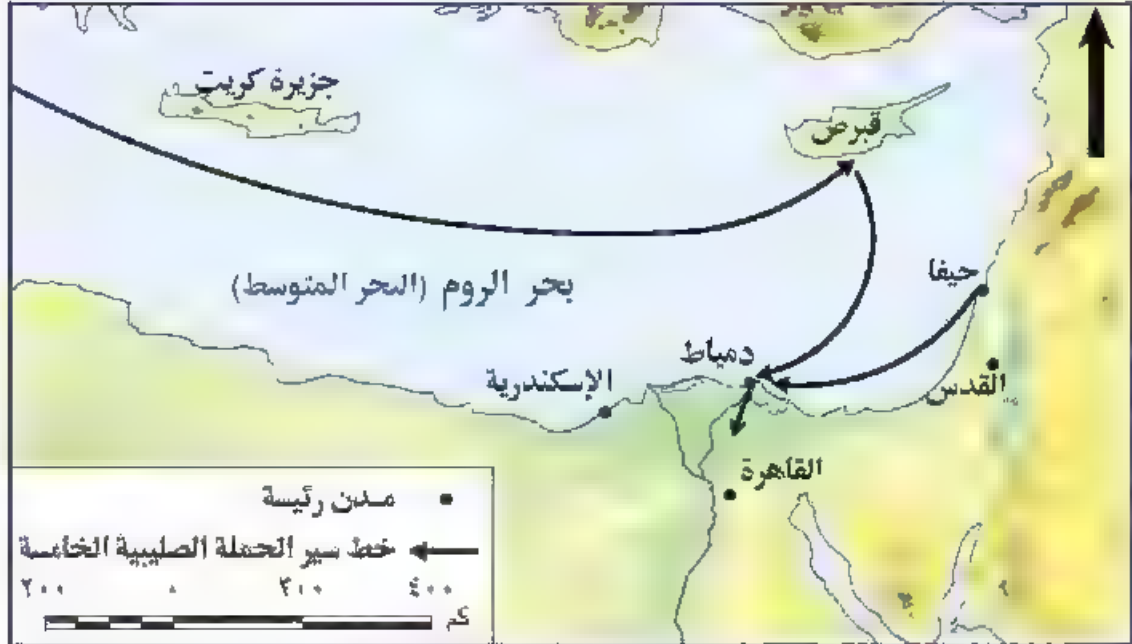 جزيرة كريت
قبرص
حيفا
بحر الروم (البحر المتوسط)
دمياط
الإسكندرية
القدس
القاهرة
مدن رئيسة
خط سير الحملة الصليبية الخامسة
٢٠٠ ٠ ٢٠٠ ٤٠٠
كم